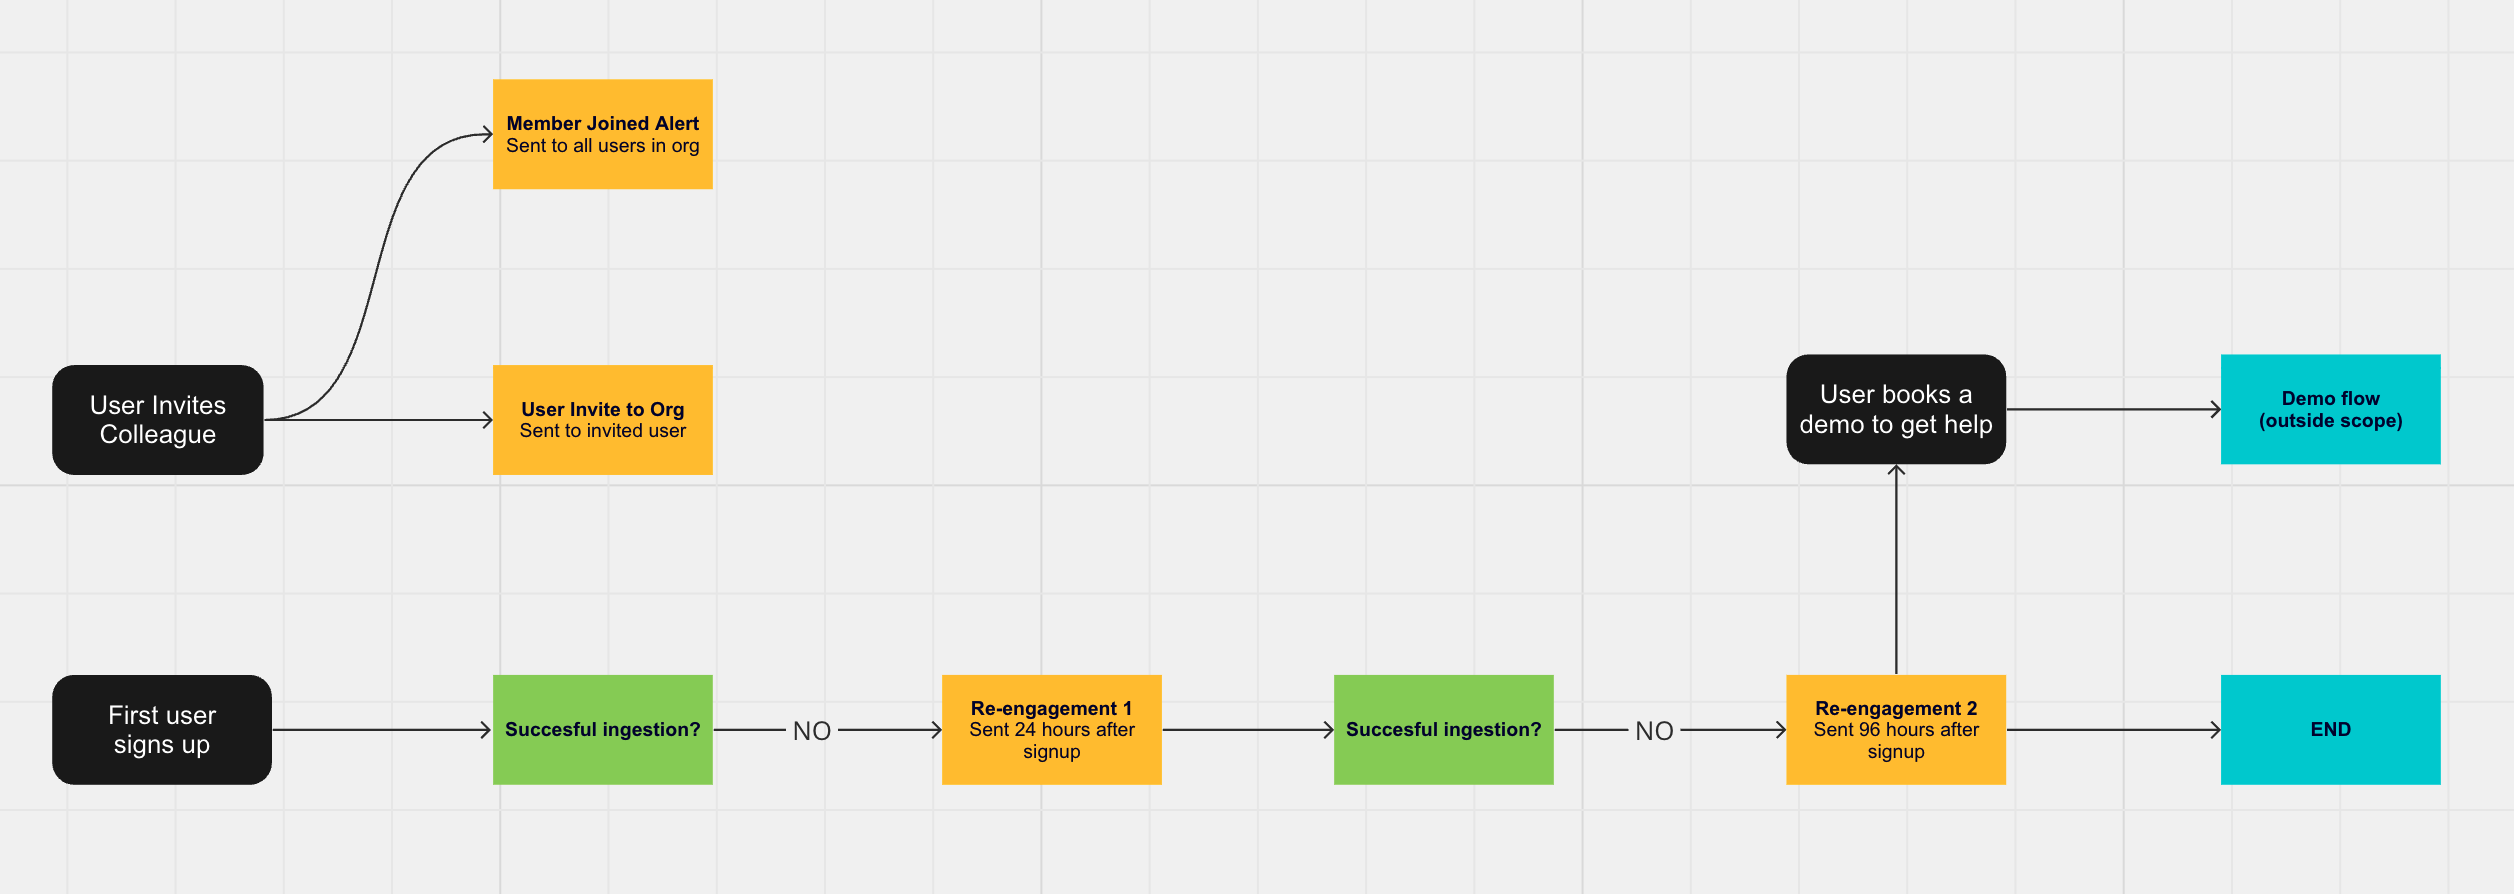 Member Joined Alert
Sent to all users in org
User Invites
Colleague
User Invite to Org
Sent to invited user
User books a
demo to get help
Demo flow
(outside scope)
First user
signs up
Succesful ingestion?
NO
Re-engagement 1
Sent 24 hours after
signup
Succesful ingestion?
NO
Re-engagement 2
Sent 96 hours after
signup
END